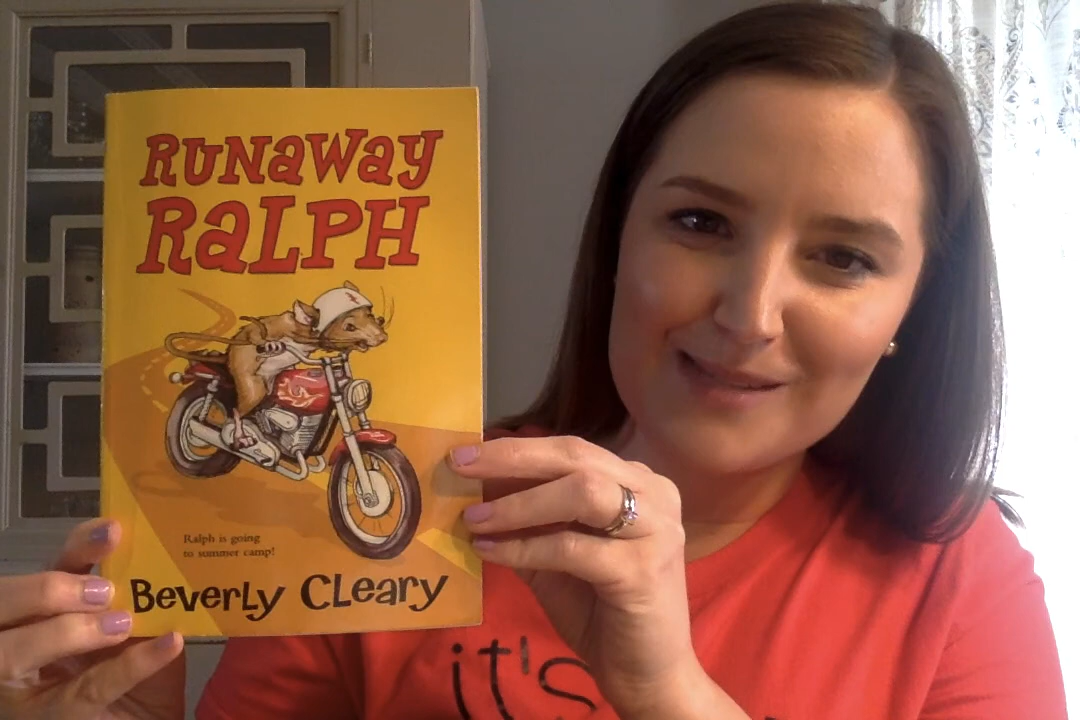 RUNAWAY
RALPH
Ralph is going
to summer camp!
Beverly Cleary
it's